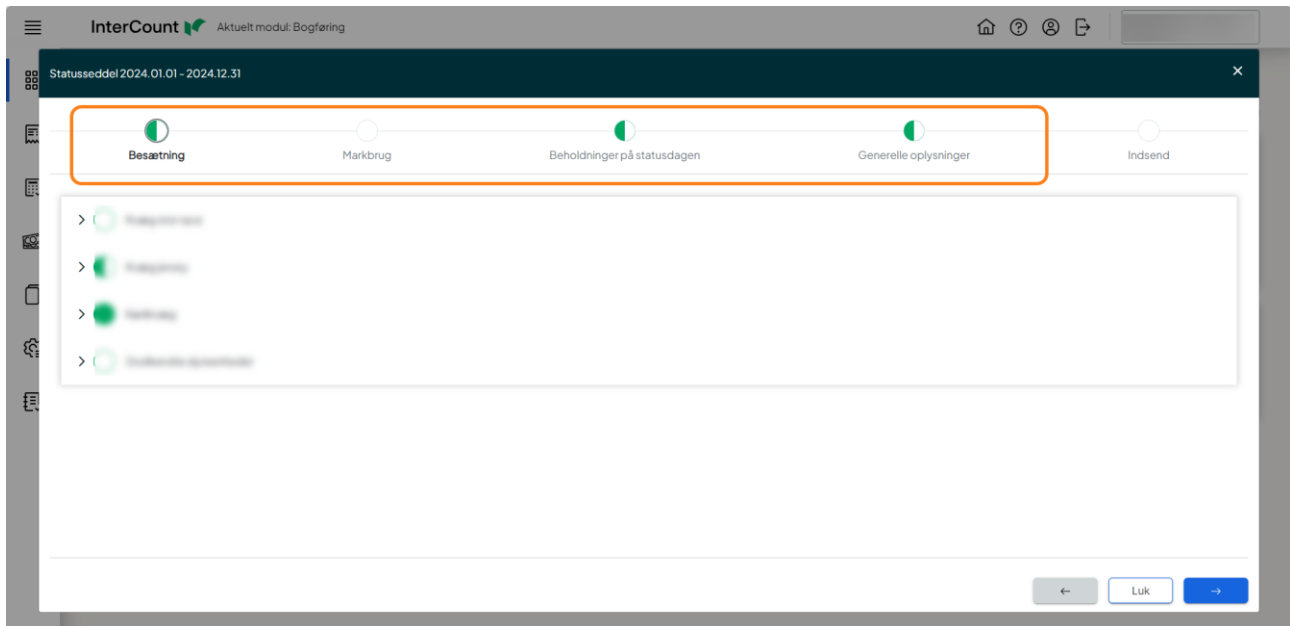 InterCount Aktuelt modul: Bogføring
Statusseddel 2024.01.01 - 2024.12.31
Besætning Markbrug Beholdninger på statusdagen Generelle oplysninger Indsend
Luk